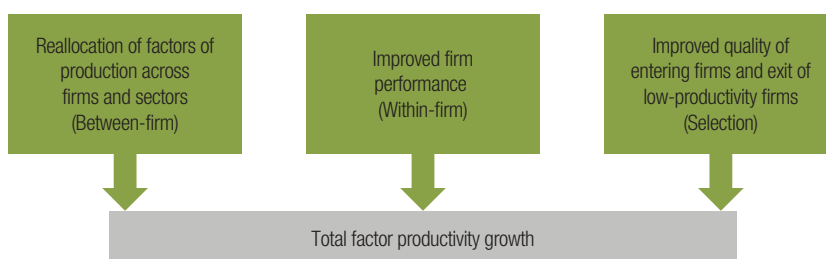 Reallocation of factors of
production across
firms and sectors
(Between-firm)
Improved firm
performance
(Within-firm)
Improved quality of
entering firms and exit of
low-productivity firms
(Selection)
Total factor productivity growth